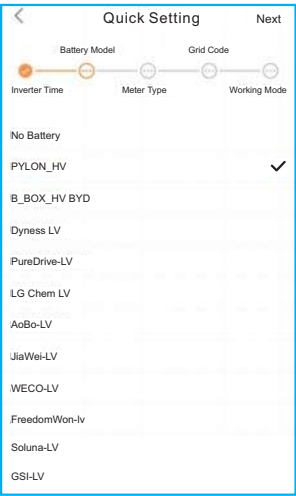 Quick Setting Next
Battery Model Grid Code
Inverter Time Meter Type Working Mode
No Battery
PYLON_HV
B_BOX_HV BYD
Dyness LV
PureDrive-LV
LG Chem LV
AoBo-LV
JiaWei-LV
WECO-LV
FreedomWon-lv
Soluna-LV
GSI-LV